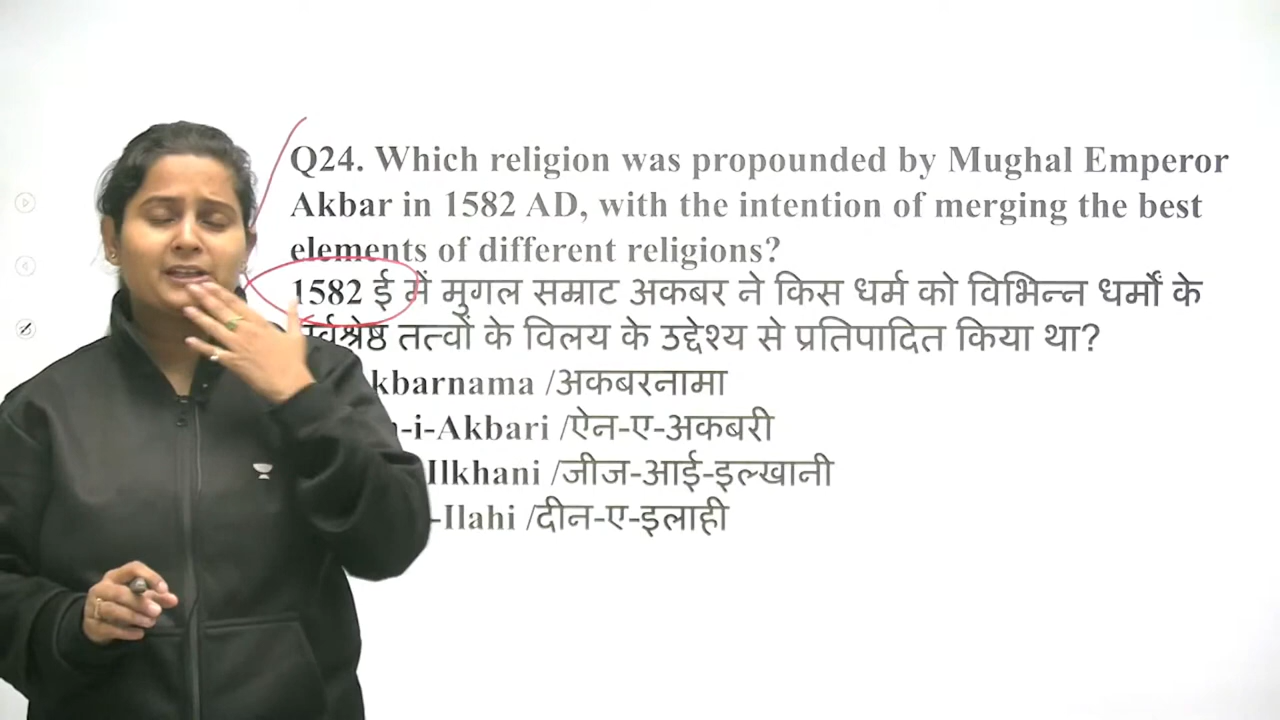 Q24. Which religion was propounded by Mughal Emperor
Akbar in 1582 AD, with the intention of merging the best
elements of different religions?
1582 ई में मुगल सम्राट अकबर ने किस धर्म को विभिन्न धर्मों के
र्वश्रेष्ठ तत्वों के विलय के उद्देश्य से प्रतिपादित किया था?
kbarnama /अकबरनामा
-i-Akbari /ऐन-ए-अकबरी
Ilkhani /जीज-आई-इल्खानी
-Ilahi /दीन-ए-इलाही